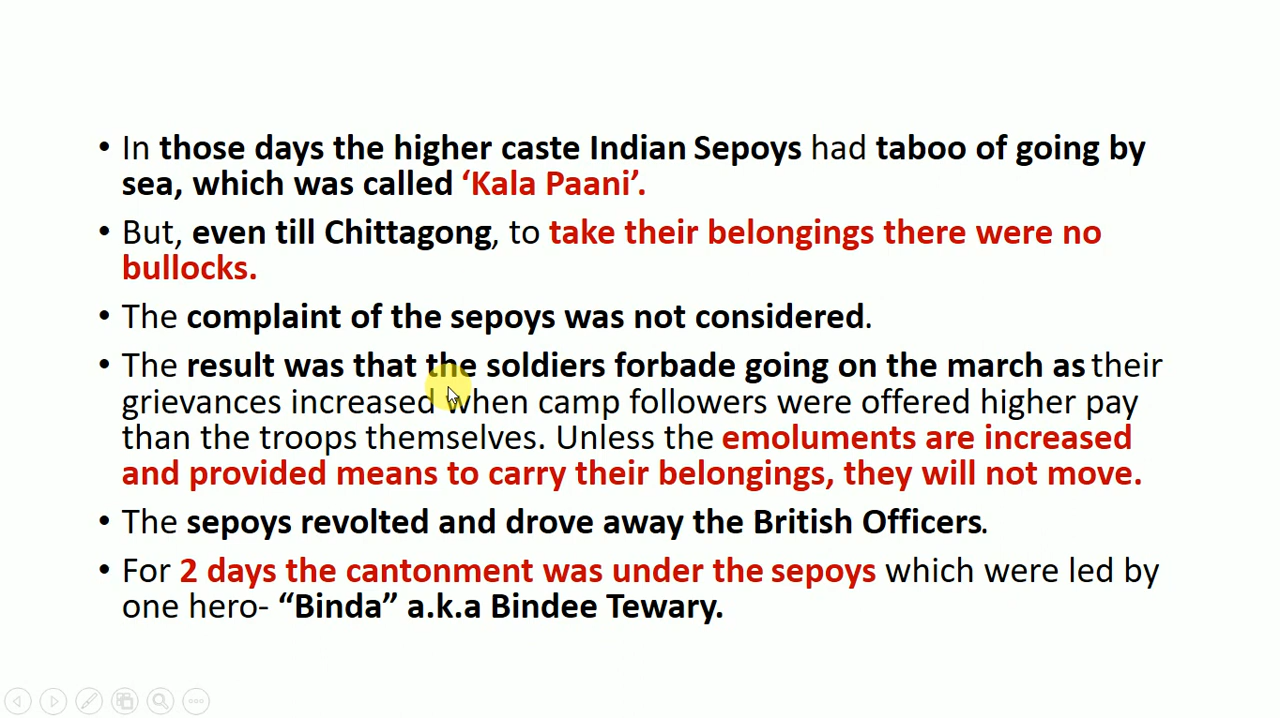 • In those days the higher caste Indian Sepoys had taboo of going by
sea, which was called ‘Kala Paani’.
• But, even till Chittagong, to take their belongings there were no
bullocks.
• The complaint of the sepoys was not considered.
• The result was that the soldiers forbade going on the march as their
grievances increased when camp followers were offered higher pay
than the troops themselves. Unless the emoluments are increased
and provided means to carry their belongings, they will not move.
• The sepoys revolted and drove away the British Officers.
• For 2 days the cantonment was under the sepoys which were led by
one hero- “Binda” a.k.a Bindee Tewary.